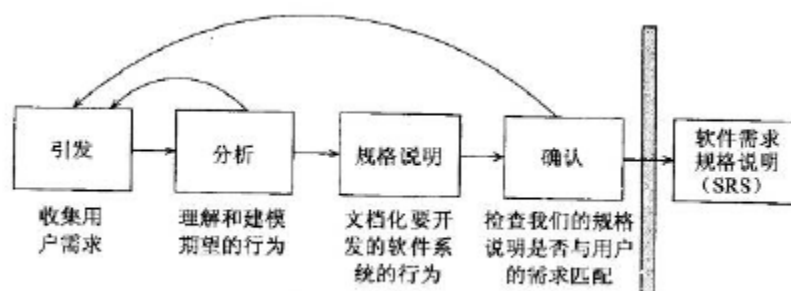 引发
分析
规格说明
确认
软件需求
规格说明
(SRS)
收集用
户需求
理解和建模
期望的行为
文档化要开
发的软件系
统的行为
检查我们的规格
说明是否与用户
的需求匹配